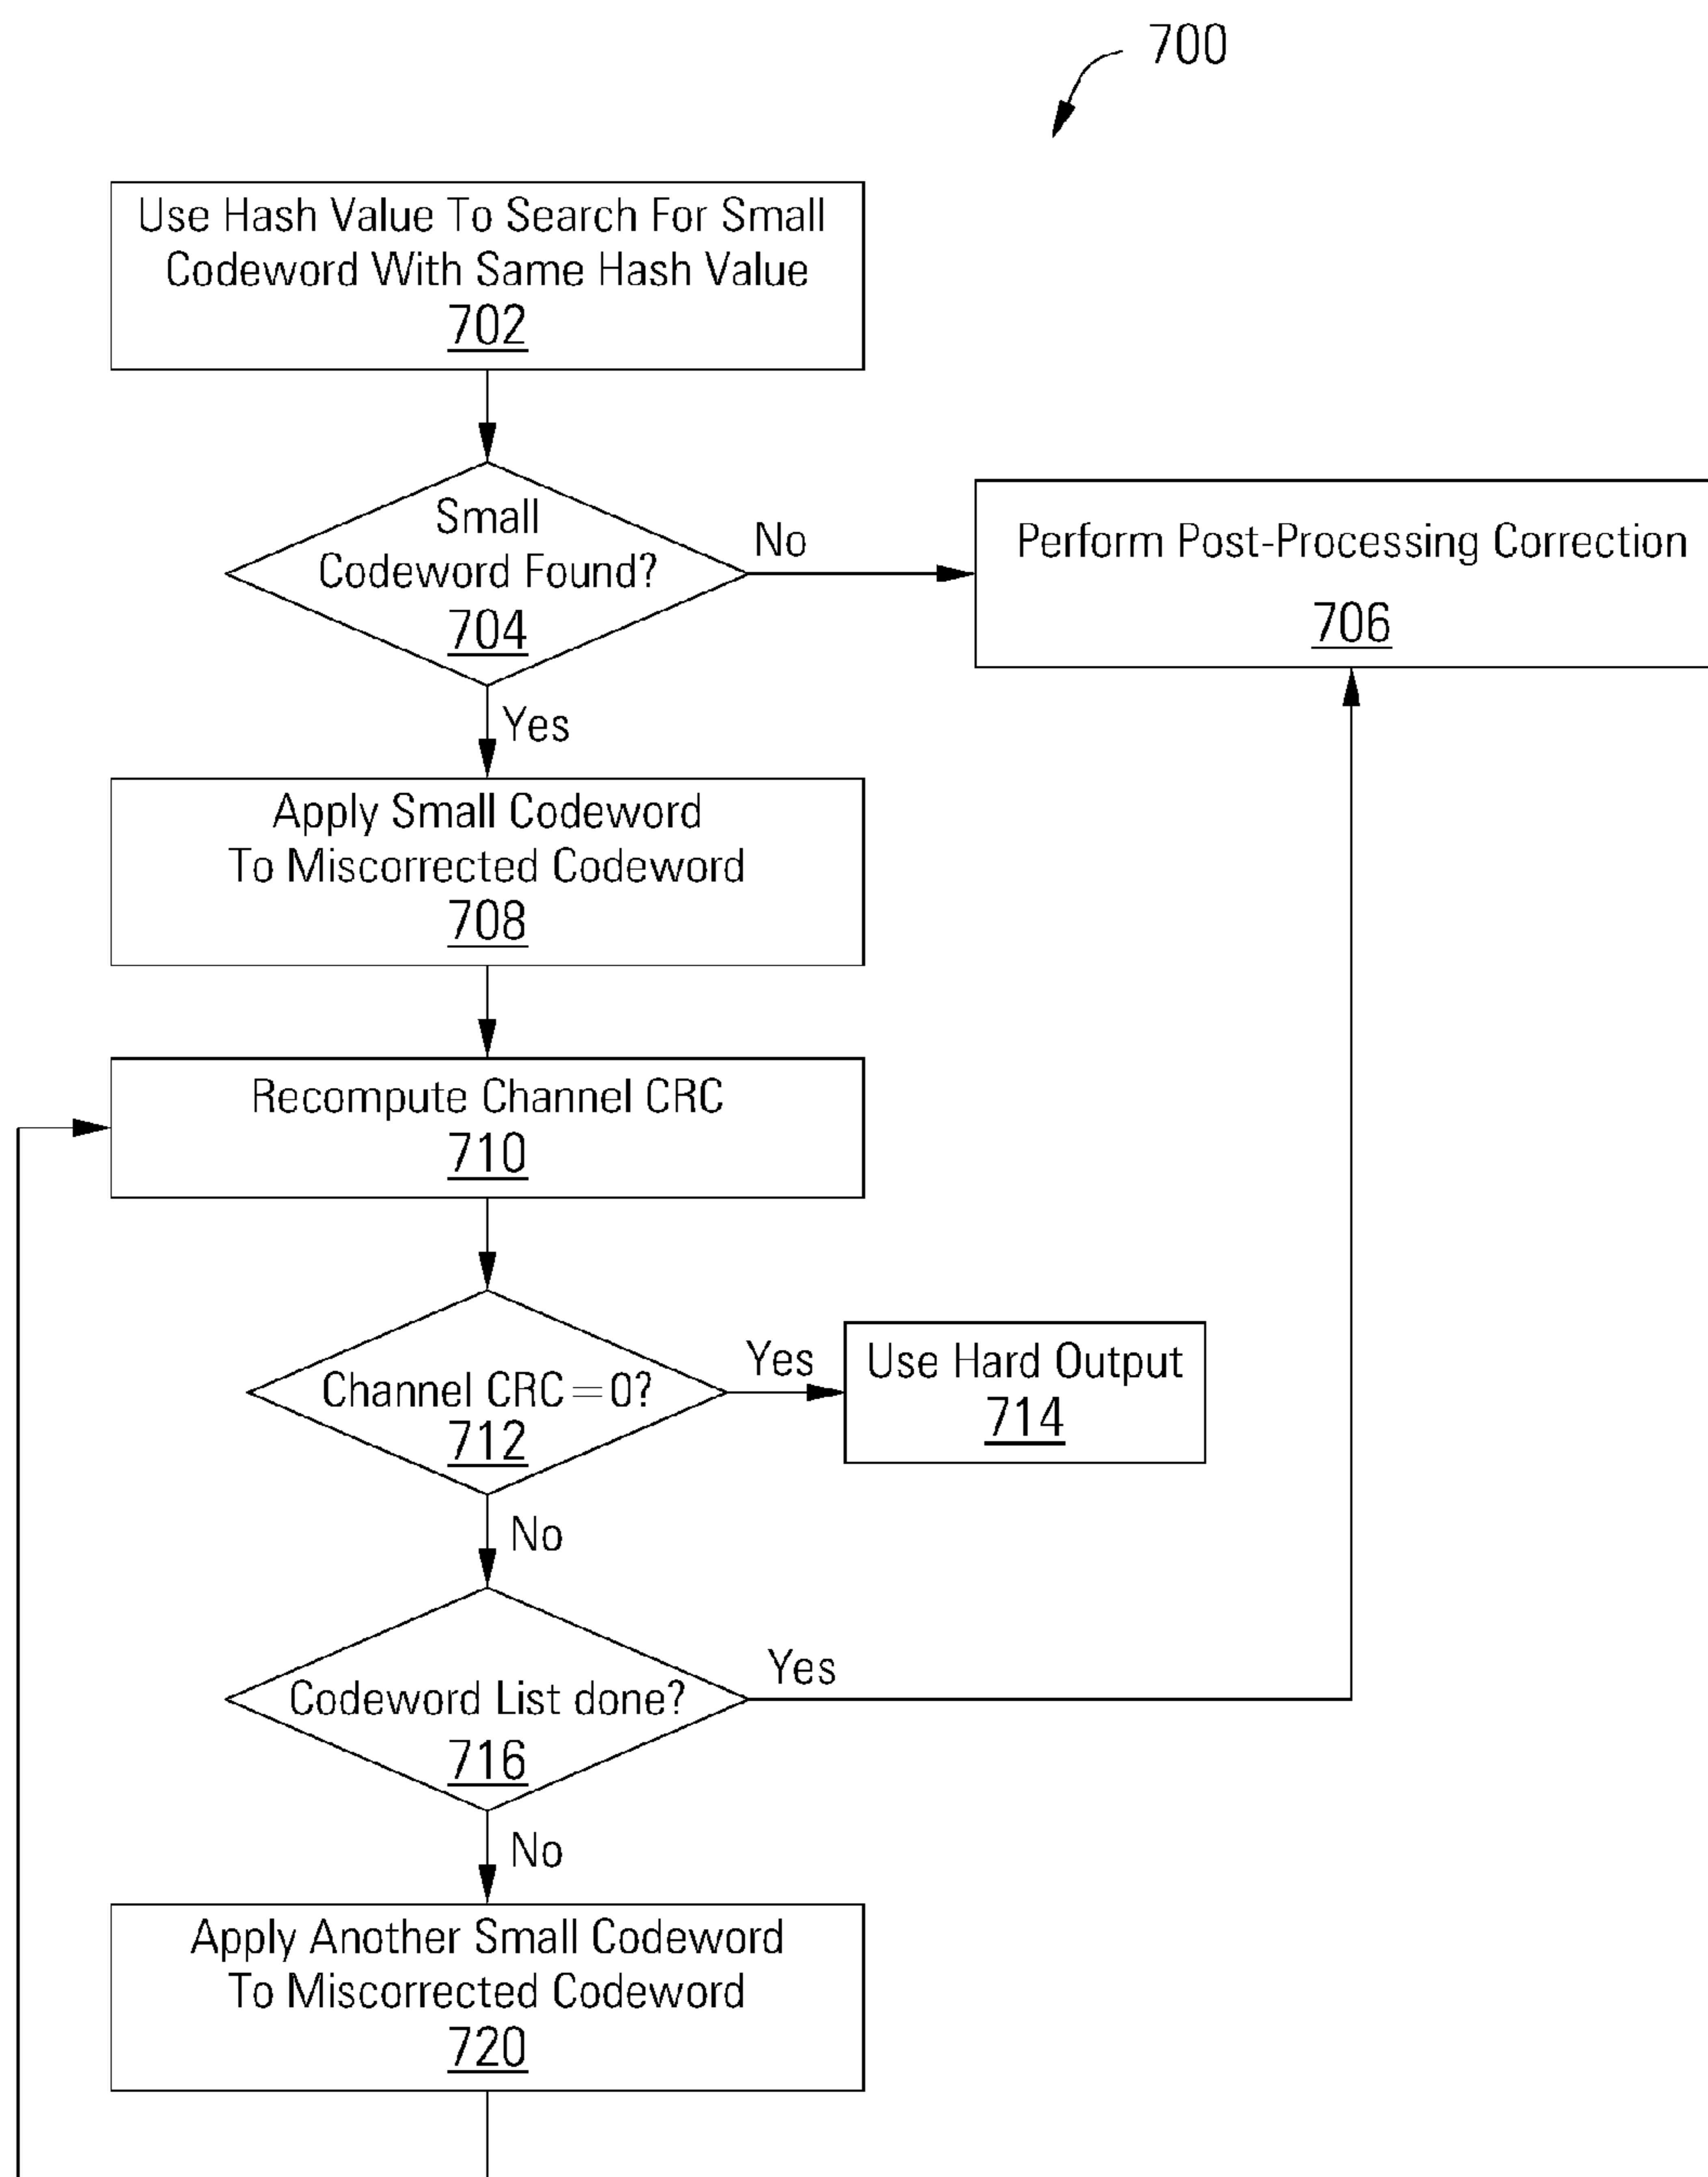 700
Use Hash Value To Search For Small
Codeword With Same Hash Value
702
Small
Codeword Found?
704
No
Perform Post-Processing Correction
706
Yes
Apply Small Codeword
To Miscorrected Codeword
708
Recompute Channel CRC
710
Channel CRC=0?
712
Yes
Use Hard Output
714
No
Codeword List done?
716
Yes
No
Apply Another Small Codeword
To Miscorrected Codeword
720